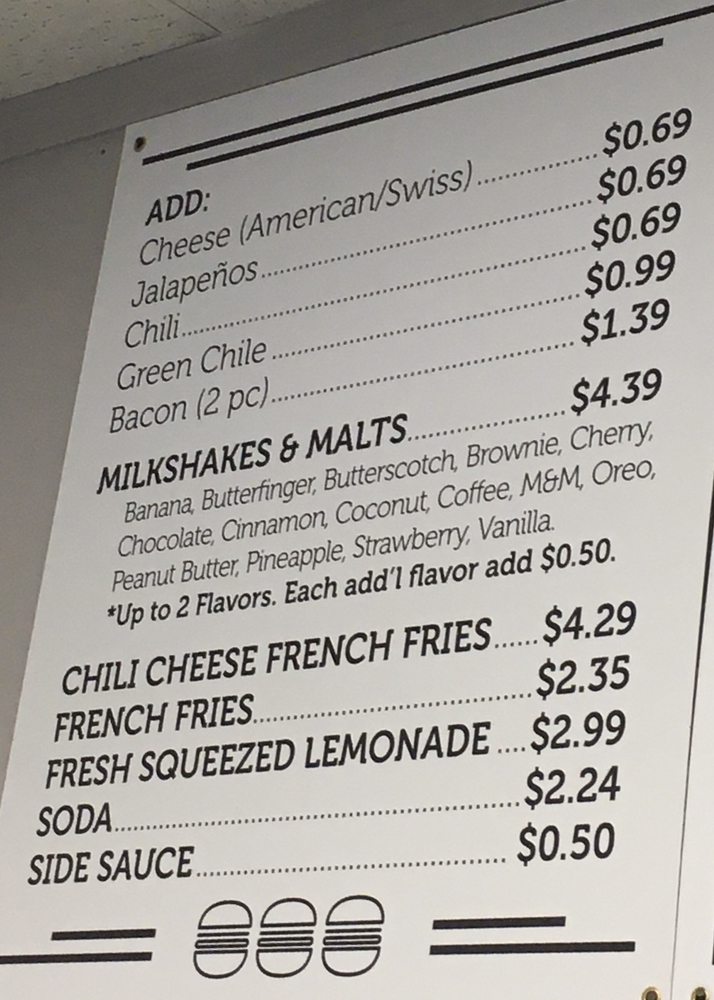 ADD:
Cheese (American/Swiss).................$0.69
Jalapeños.................$0.69
Chili.................$0.69
Green Chile.................$0.99
Bacon (2 pc).................$1.39
MILKSHAKES & MALTS.................$4.39
Banana, Butterfinger, Butterscotch, Brownie, Cherry,
Chocolate, Cinnamon, Coconut, Coffee, M&M, Oreo,
Peanut Butter, Pineapple, Strawberry, Vanilla.
*Up to 2 Flavors. Each add'l flavor add $0.50.
CHILI CHEESE FRENCH FRIES......$4.29
FRENCH FRIES.................$2.35
FRESH SQUEEZED LEMONADE....$2.99
SODA.................$2.24
SIDE SAUCE.................$0.50